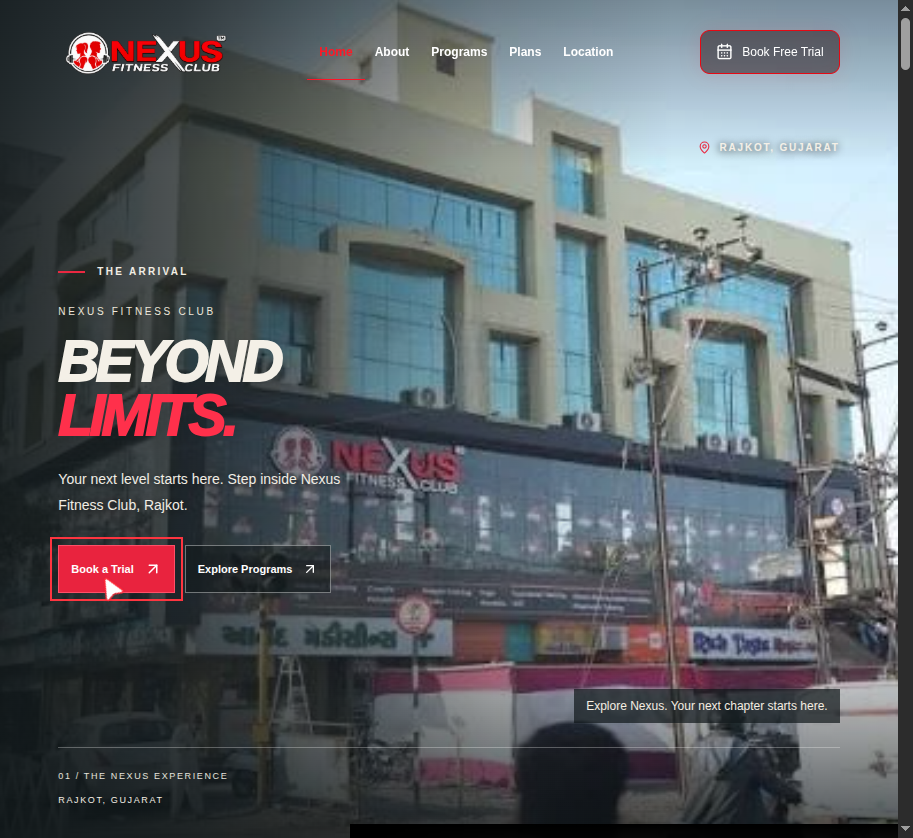 NEXUS
FITNESS CLUB
Home
About
Programs
Plans
Location
Book Free Trial
RAJKOT, GUJARAT
THE ARRIVAL
NEXUS FITNESS CLUB
BEYOND
LIMITS.
NEXUS
FITNESS CLUB
Your next level starts here. Step inside Nexus
Fitness Club, Rajkot.
Book a Trial
Explore Programs
મેડીસીન્સ
Explore Nexus. Your next chapter starts here.
01 / THE NEXUS EXPERIENCE
RAJKOT, GUJARAT